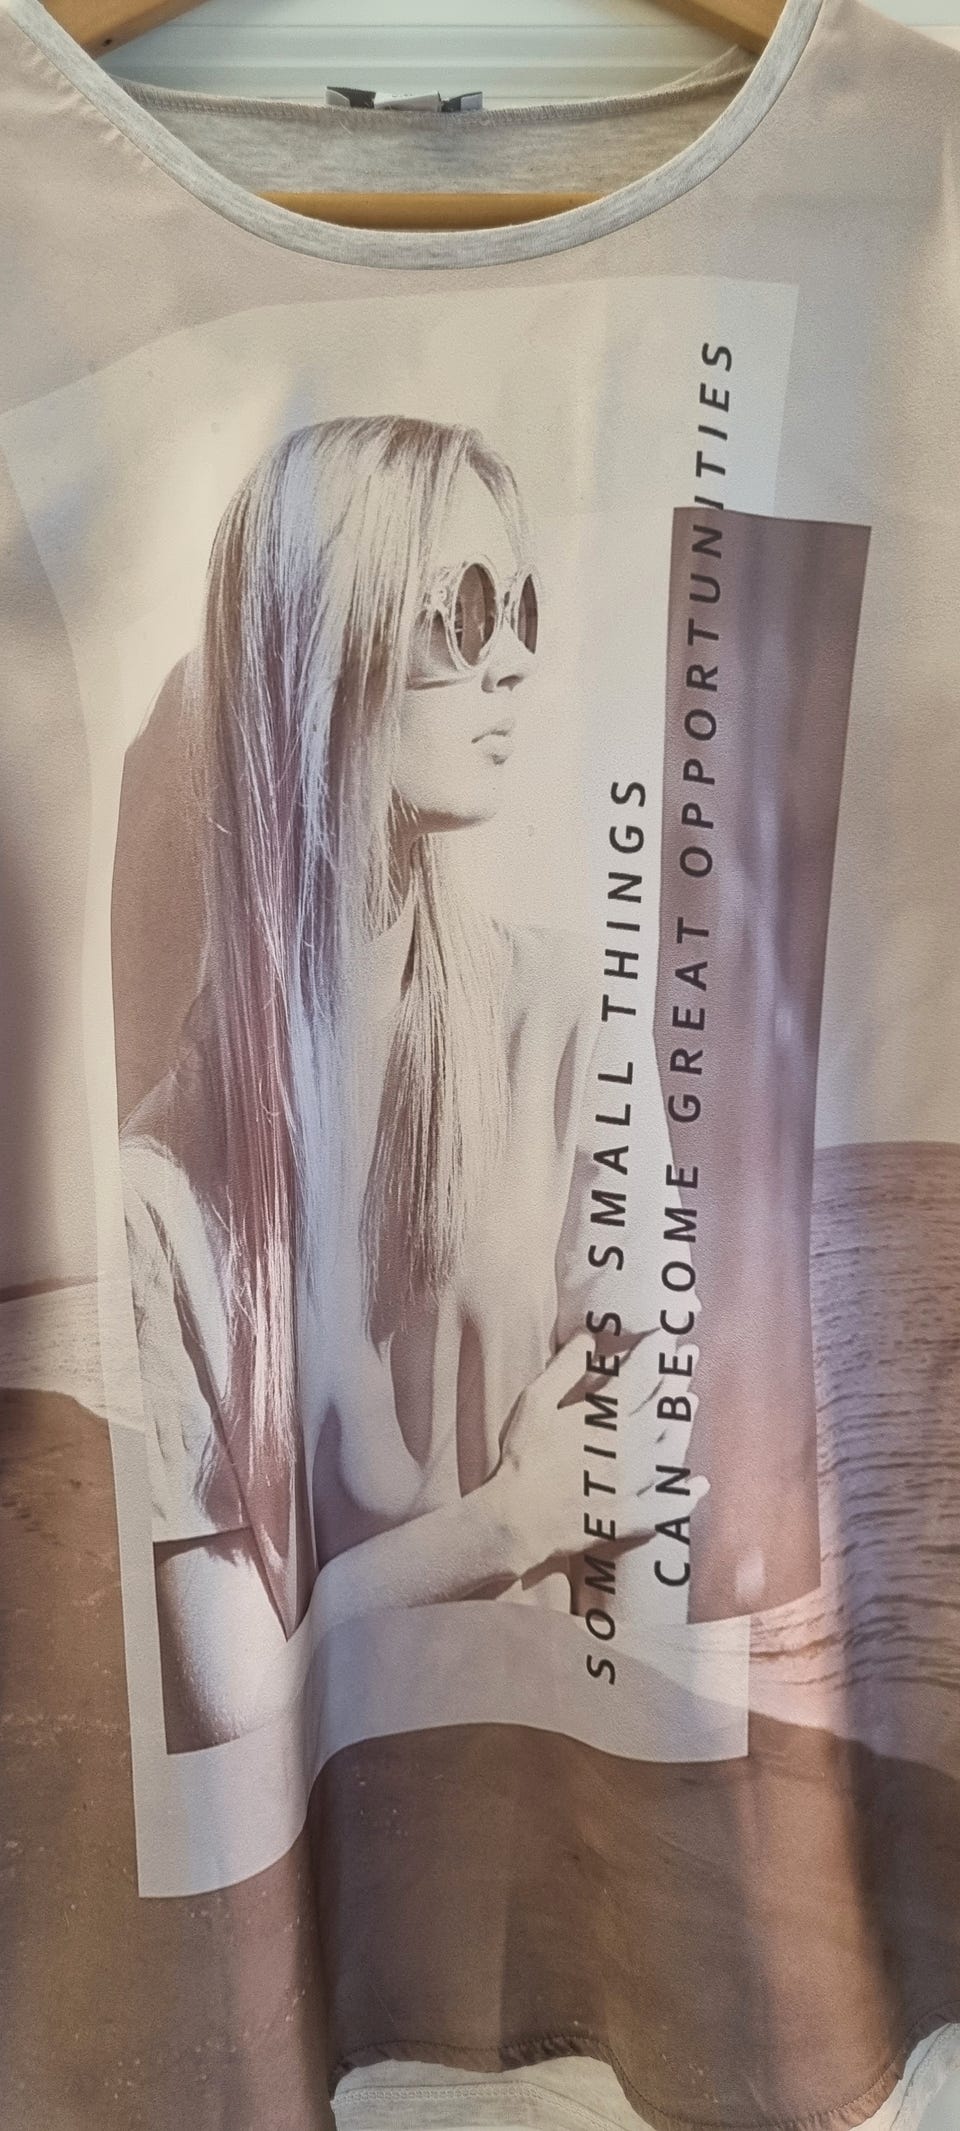 SOMETIMES SMALL THINGS
CAN BECOME GREAT OPPORTUNITIES